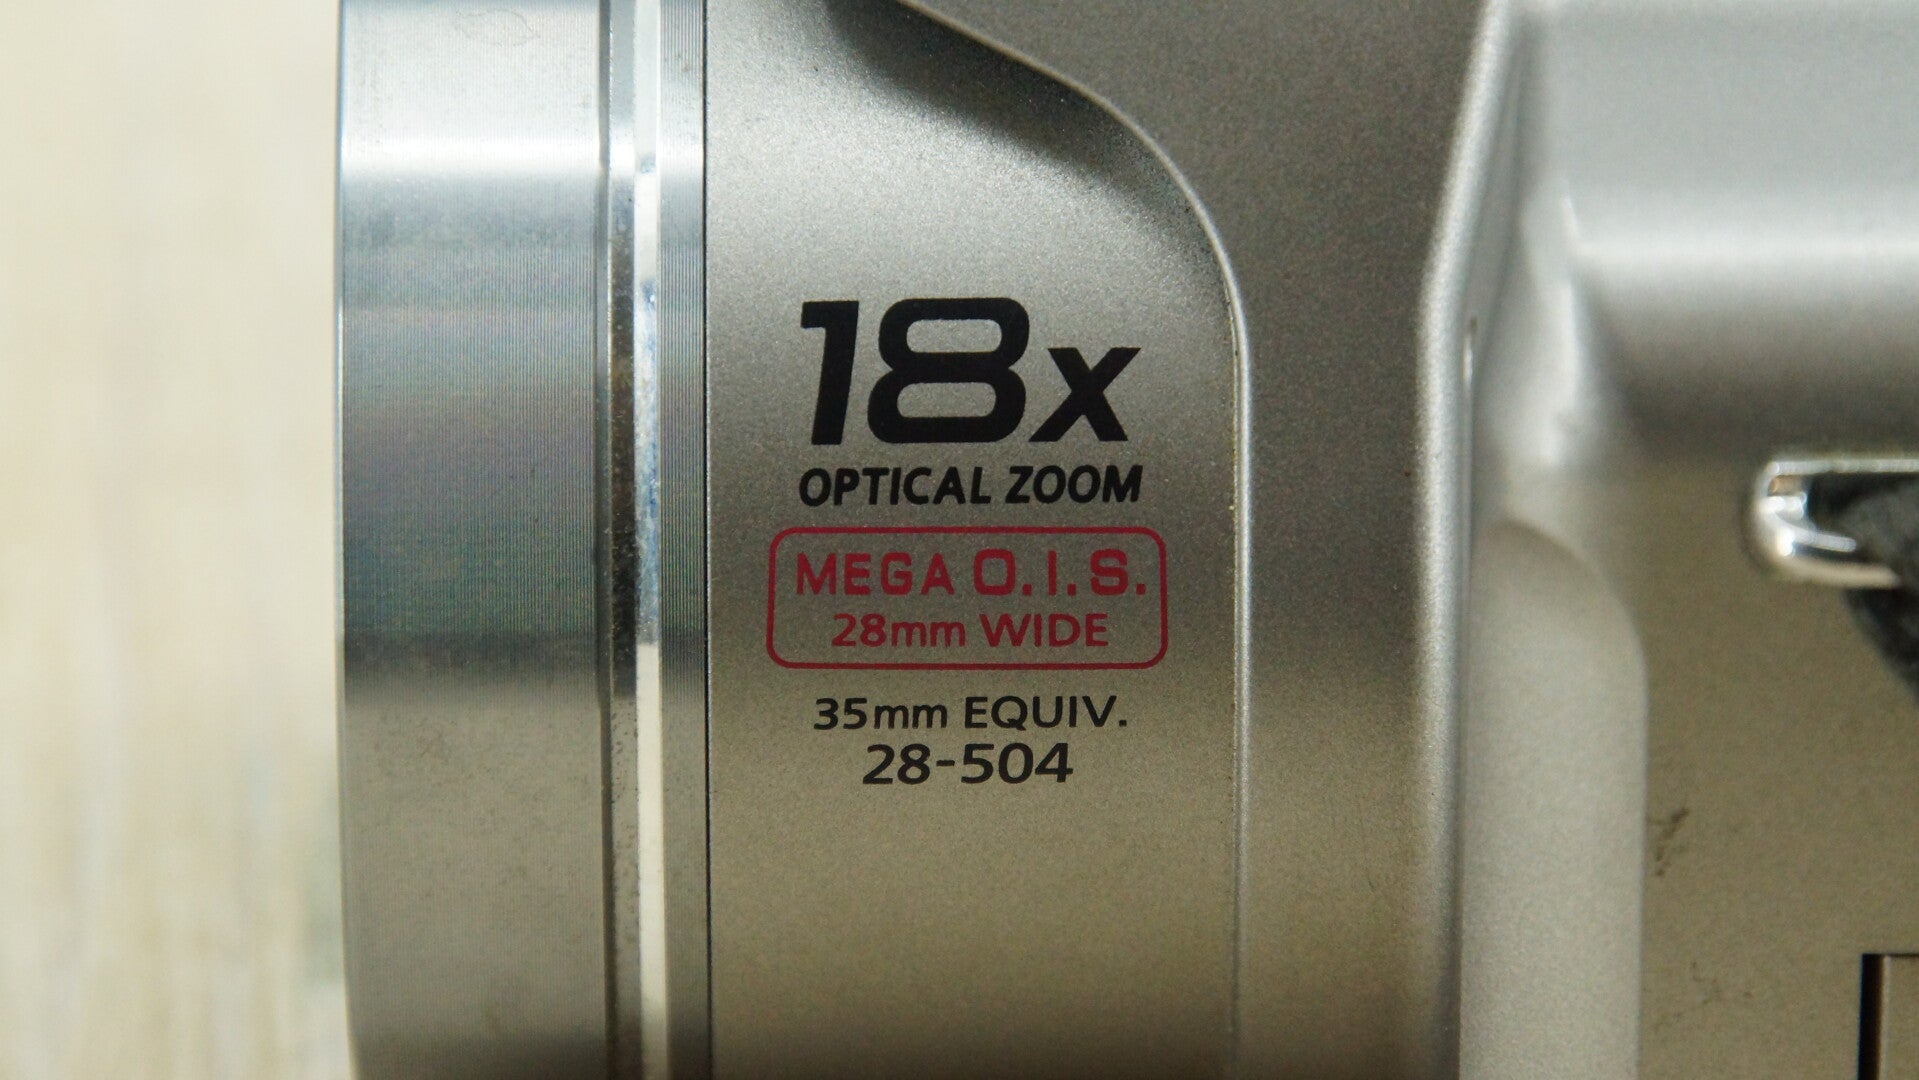 18x
OPTICAL ZOOM
MEGA O.I.S.
28mm WIDE
35mm EQUIV.
28-504